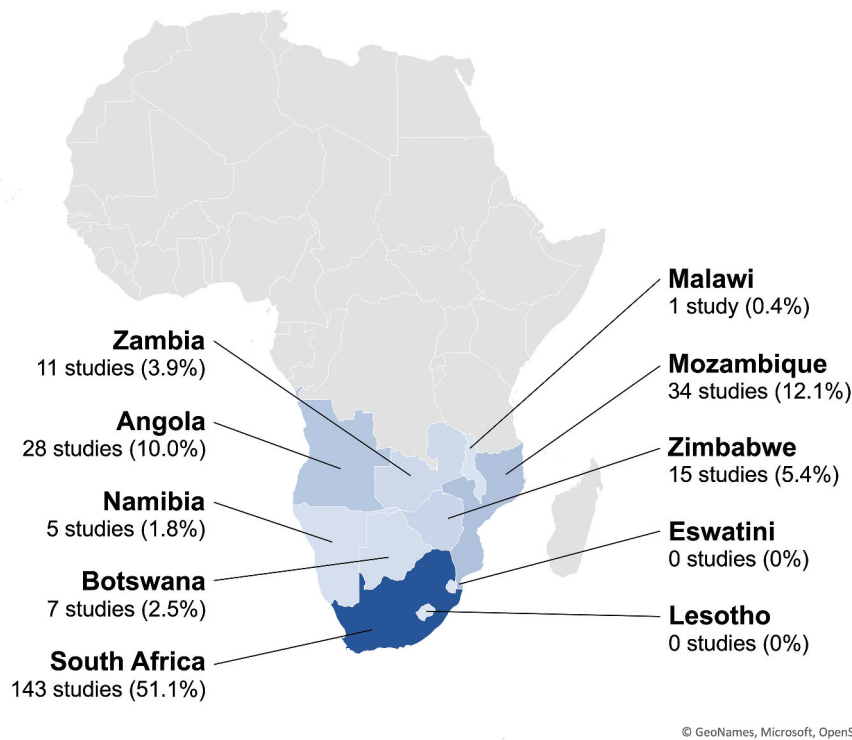 Malawi
1 study (0.4%)
Zambia
11 studies (3.9%)
Mozambique
34 studies (12.1%)
Angola
28 studies (10.0%)
Zimbabwe
15 studies (5.4%)
Namibia
5 studies (1.8%)
Eswatini
0 studies (0%)
Botswana
7 studies (2.5%)
Lesotho
0 studies (0%)
South Africa
143 studies (51.1%)
© GeoNames, Microsoft, OpenS